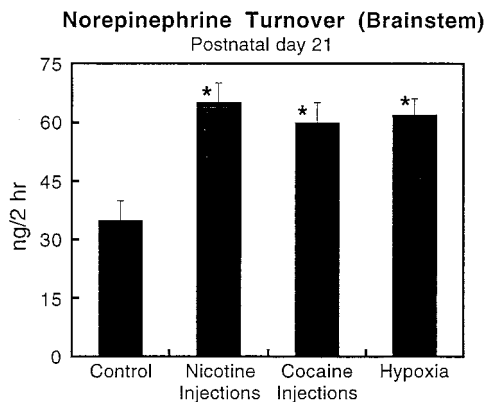 Norepinephrine Turnover (Brainstem)
Postnatal day 21
ng/2 hr
75
60
45
30
15
0
*
*
*
Control
Nicotine
Injections
Cocaine
Injections
Hypoxia